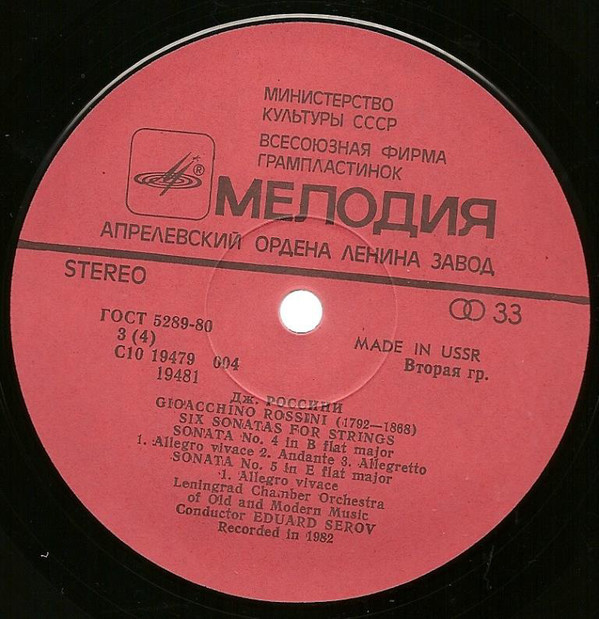 МИНИСТЕРСТВО
КУЛЬТУРЫ СССР
ВСЕСОЮЗНАЯ ФИРМА
ГРАМПЛАСТИНОК
®
МЕЛОДИЯ
АПРЕЛЕВСКИЙ ОРДЕНА ЛЕНИНА ЗАВОД
STEREO
33
ГОСТ 5289-80
3 (4)
С10 19479 004
19481
MADE IN USSR
Вторая гр.
Дж. РОССИНИ
GIOACCHINO ROSSINI (1792—1868)
SIX SONATAS FOR STRINGS
SONATA No. 4 in B flat major
1. Allegro vivace 2. Andante 3. Allegretto
SONATA No. 5 in E flat major
1. Allegro vivace
Leningrad Chamber Orchestra
of Old and Modern Music
Conductor EDUARD SEROV
Recorded in 1982